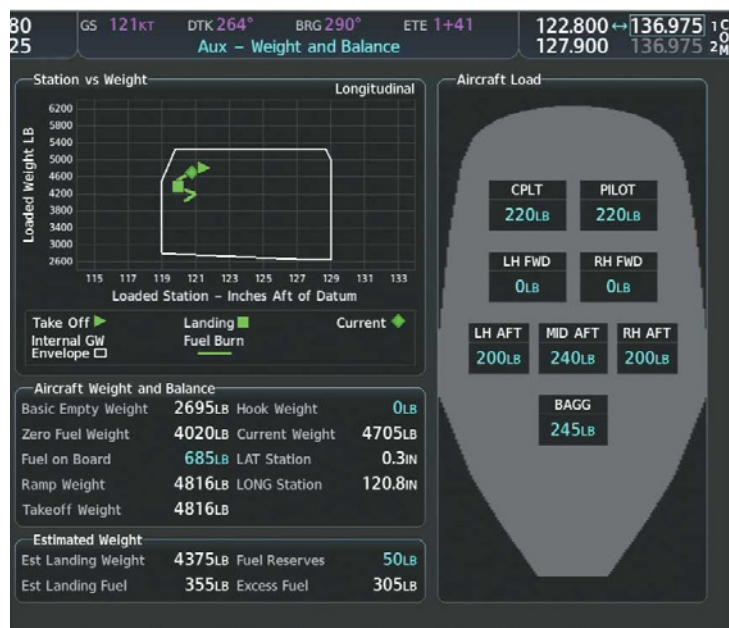 80 GS 121KT DTK 264° BRG 290° ETE 1+41 122.800 ↔ 136.975 1 C
25 Aux – Weight and Balance 127.900 136.975 2 O M
Station vs Weight
Longitudinal
Loaded Weight LB
6200
5800
5400
5000
4600
4200
3800
3400
3000
2600
115 117 119 121 123 125 127 129 131 133
Loaded Station – Inches Aft of Datum
Take Off Landing Current
Internal GW Fuel Burn
Envelope
Aircraft Weight and Balance
Basic Empty Weight 2695LB Hook Weight 0LB
Zero Fuel Weight 4020LB Current Weight 4705LB
Fuel on Board 685LB LAT Station 0.3IN
Ramp Weight 4816LB LONG Station 120.8IN
Takeoff Weight 4816LB
Estimated Weight
Est Landing Weight 4375LB Fuel Reserves 50LB
Est Landing Fuel 355LB Excess Fuel 305LB
Aircraft Load
CPLT PILOT
220LB 220LB
LH FWD RH FWD
0LB 0LB
LH AFT MID AFT RH AFT
200LB 240LB 200LB
BAGG
245LB